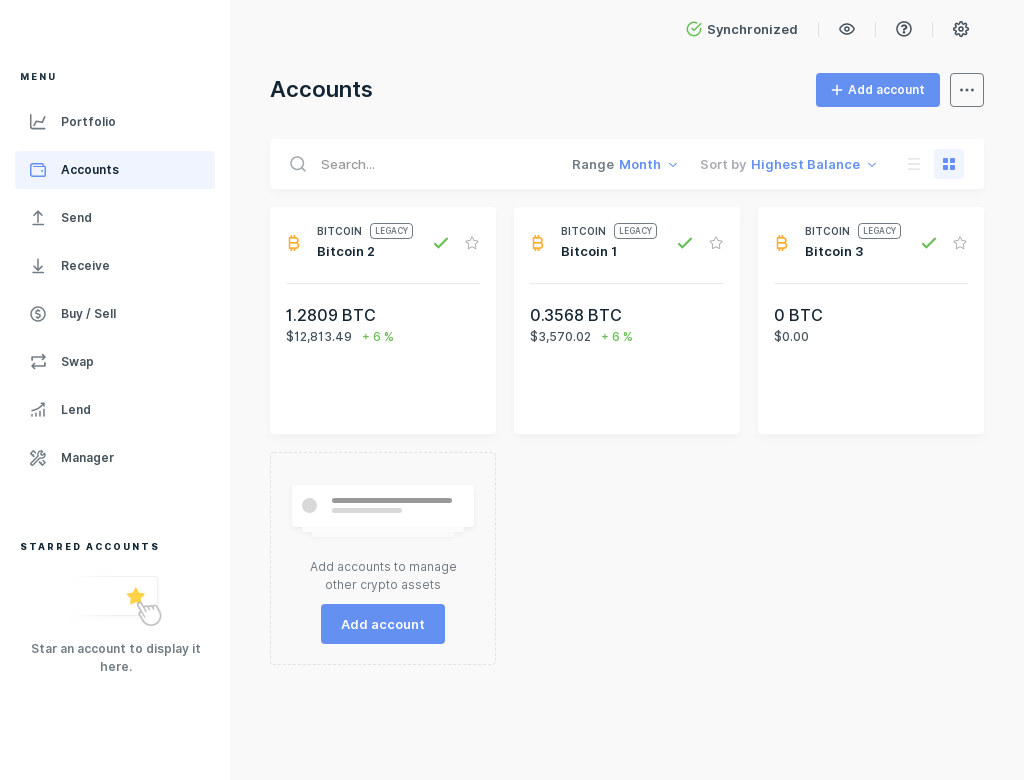 Synchronized
MENU
Portfolio
Accounts
Send
Receive
Buy / Sell
Swap
Lend
Manager
STARRED ACCOUNTS
Star an account to display it
here.
Accounts
Add account
Search...
Range Month
Sort by Highest Balance
BITCOIN LEGACY
Bitcoin 2
1.2809 BTC
$12,813.49 + 6 %
BITCOIN LEGACY
Bitcoin 1
0.3568 BTC
$3,570.02 + 6 %
BITCOIN LEGACY
Bitcoin 3
0 BTC
$0.00
Add accounts to manage
other crypto assets
Add account